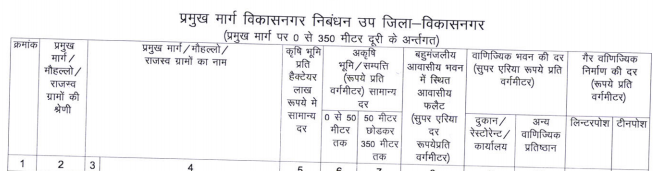 प्रमुख मार्ग विकासनगर निबंधन उप जिला–विकासनगर
(प्रमुख मार्ग पर 0 से 350 मीटर दूरी के अर्न्तगत)
क्रमांक
प्रमुख
मार्ग/
मौहल्लो/
राजस्व
ग्रामों की
श्रेणी
प्रमुख मार्ग/मौहल्लो/
राजस्व ग्रामों का नाम
कृषि भूमि
प्रति
हैक्टेयर
लाख
रूपये मे
सामान्य
दर
अकृषि
भूमि/सम्पत्ति
(रूपये प्रति
वर्गमीटर) सामान्य
दर
0 से 50
मीटर
तक
50 मीटर
छोडकर
350 मीटर
तक
बहुमंजलीय
आवासीय भवन
में स्थित
आवासीय
फलैट
(सुपर एरिया
दर
रूपयेप्रति
वर्गमीटर)
वाणिज्यिक भवन की दर
(सुपर एरिया रूपये प्रति
वर्गमीटर)
दुकान/
रेस्टोरेन्ट/
कार्यालय
अन्य
वाणिज्यिक
प्रतिष्ठान
गैर वाणिज्यिक
निर्माण की दर
(रूपये प्रति
वर्गमीटर)
लिन्टरपोश
टीनपोश
1 2 3 4 5 6 7